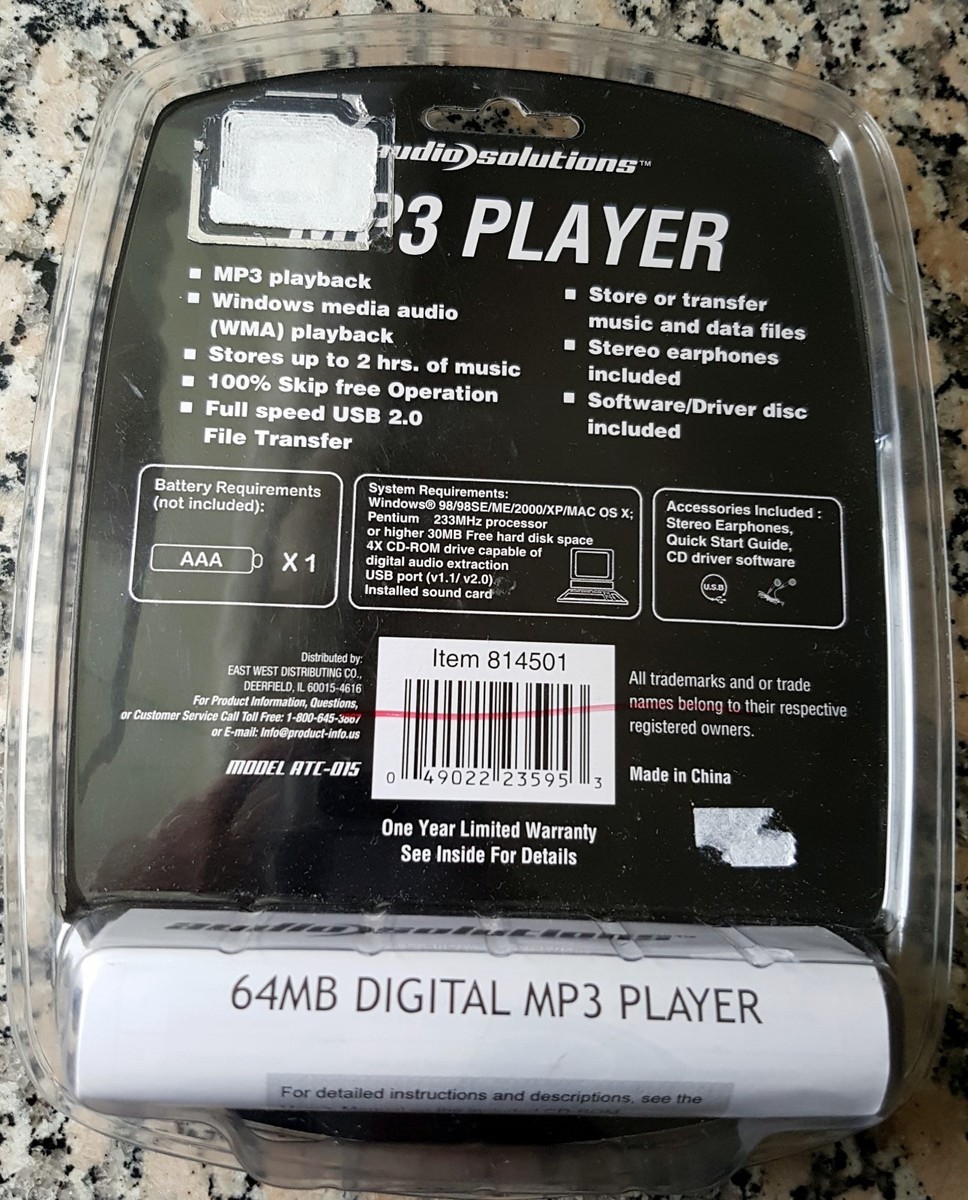 audio solutions™
MP3 PLAYER
■ MP3 playback
■ Windows media audio
(WMA) playback
■ Stores up to 2 hrs. of music
■ 100% Skip free Operation
■ Full speed USB 2.0
File Transfer
■ Store or transfer
music and data files
■ Stereo earphones
included
■ Software/Driver disc
included
Battery Requirements
(not included):
AAA X 1
System Requirements:
Windows® 98/98SE/ME/2000/XP/MAC OS X;
Pentium 233MHz processor
or higher 30MB Free hard disk space
4X CD-ROM drive capable of
digital audio extraction
USB port (v1.1/ v2.0)
Installed sound card
Accessories Included :
Stereo Earphones,
Quick Start Guide,
CD driver software
U.S.B
Distributed by:
EAST WEST DISTRIBUTING CO.,
DEERFIELD, IL 60015-4616
For Product Information, Questions,
or Customer Service Call Toll Free: 1-800-645-3867
or E-mail: Info@product-info.us
MODEL ATC-015
Item 814501
0 49022 23595 3
All trademarks and or trade
names belong to their respective
registered owners.
Made in China
One Year Limited Warranty
See Inside For Details
audio solutions™
64MB DIGITAL MP3 PLAYER
For detailed instructions and descriptions, see the